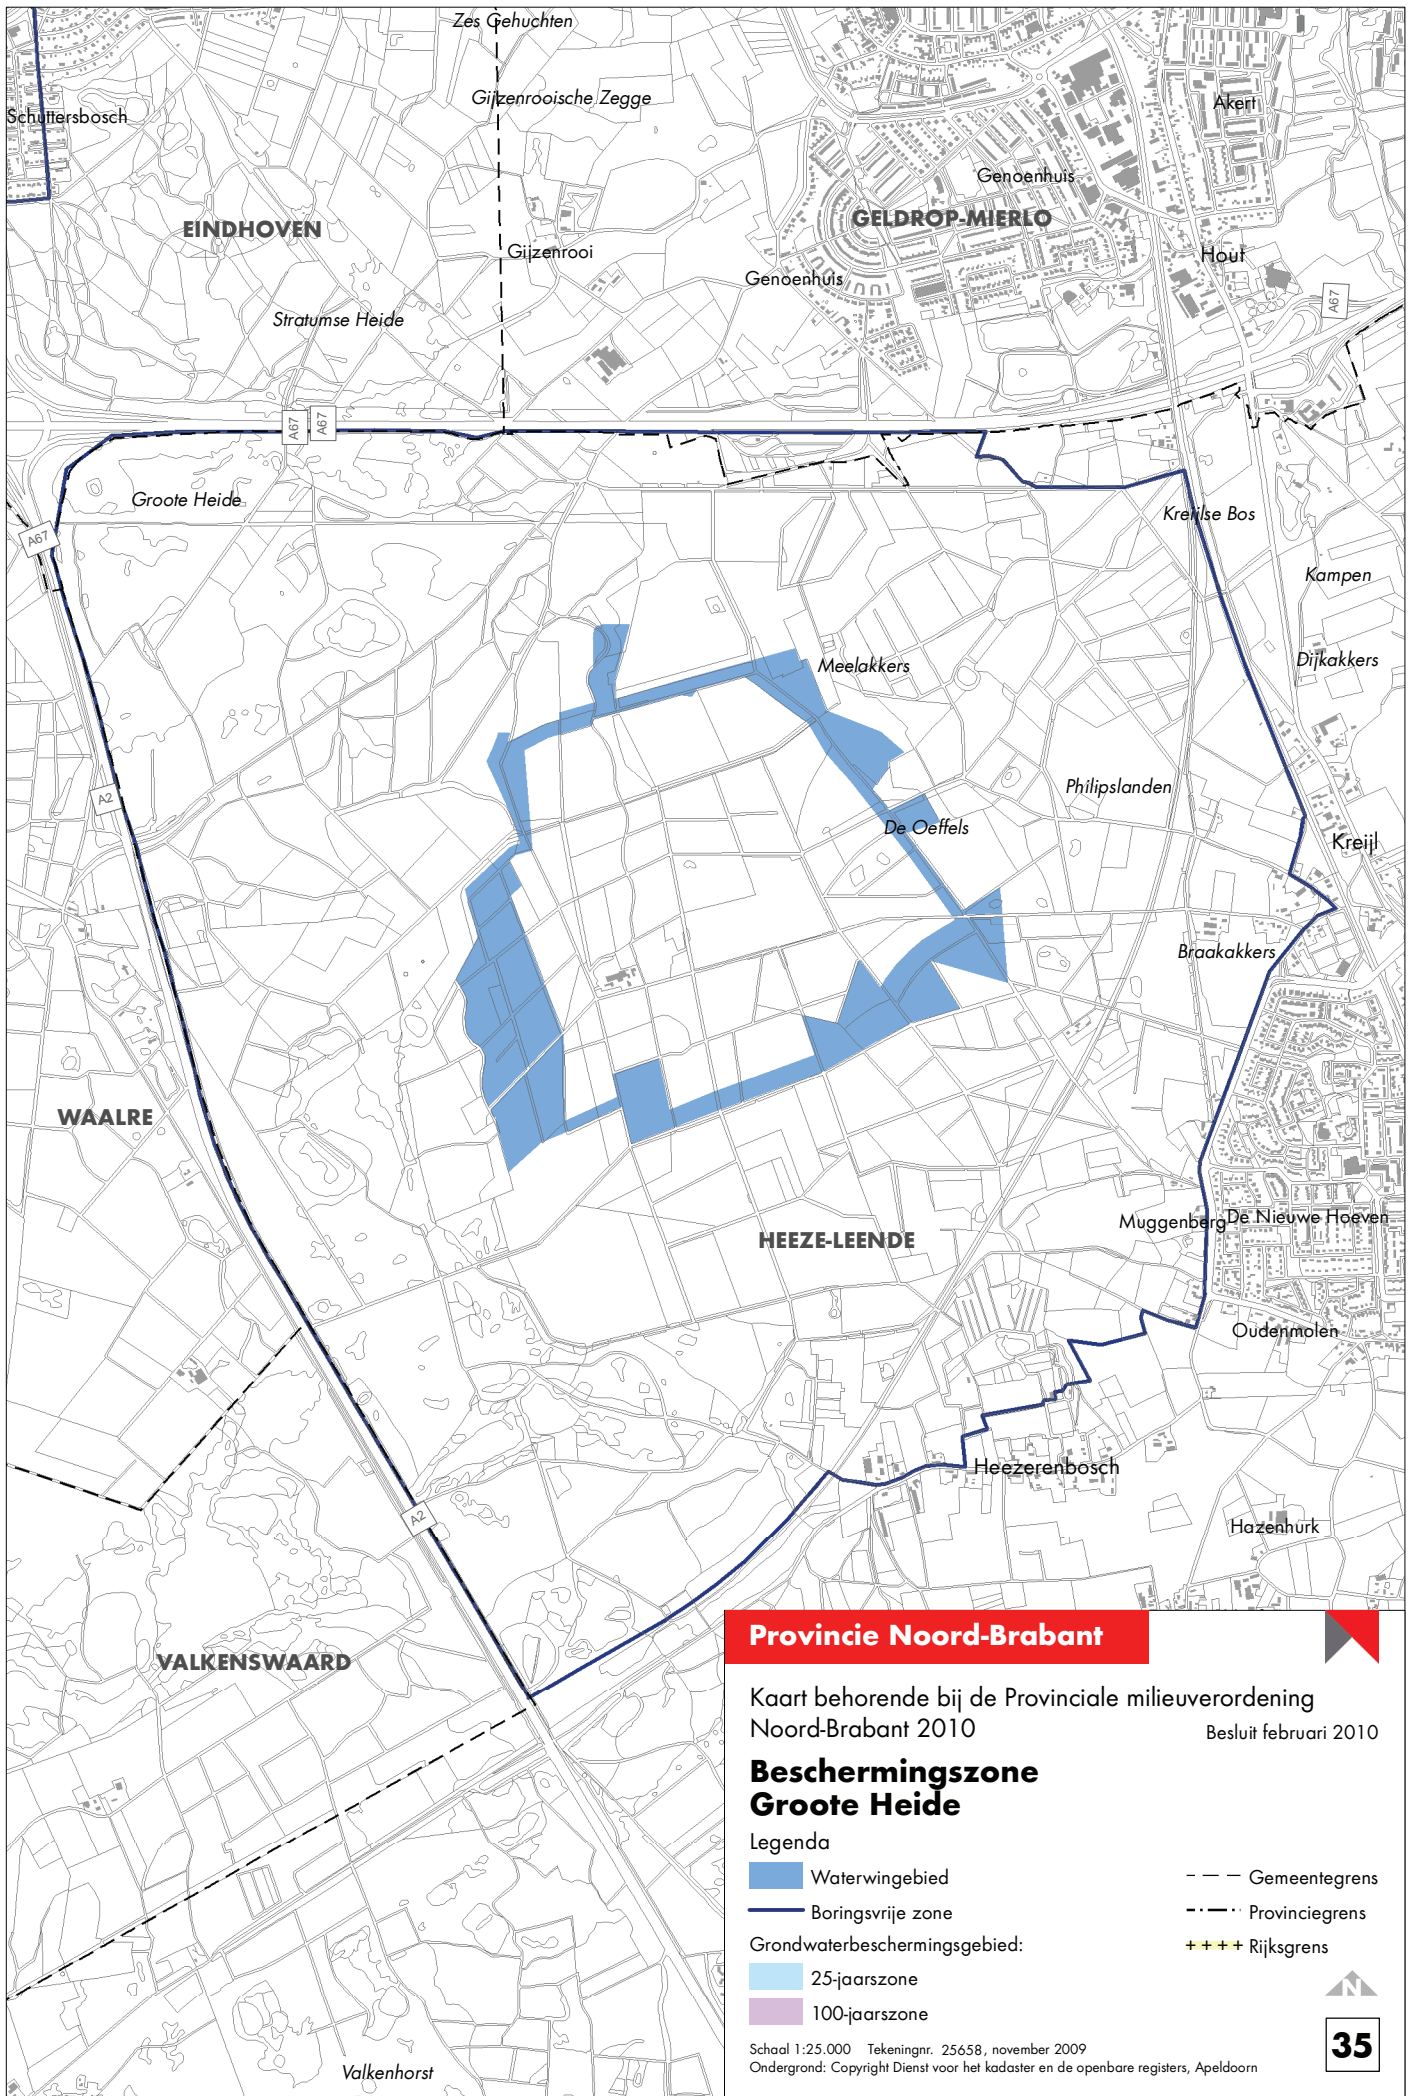 Zes Gehuchten
Gijzenrooische Zegge
Schuttersbosch
Akert
Genoenhuis
EINDHOVEN
GELDROP-MIERLO
Gijzenrooi
Hout
Genoenhuis
A67
Stratumse Heide
A67
A67
Groote Heide
Kreijlse Bos
A67
Kampen
Meelakkers
Dijkakkers
Philipslanden
A2
De Oeffels
Kreijl
Braakakkers
WAALRE
Muggenberg
De Nieuwe Hoeven
HEEZE-LEENDE
Oudenmolen
Heezerenbosch
A2
Hazenhurk
VALKENSWAARD
Valkenhorst
Provincie Noord-Brabant
Kaart behorende bij de Provinciale milieuverordening
Noord-Brabant 2010
Besluit februari 2010
Beschermingszone
Groote Heide
Legenda
Waterwingebied
Gemeentegrens
Boringsvrije zone
Provinciegrens
Grondwaterbeschermingsgebied:
Rijksgrens
25-jaarszone
N
100-jaarszone
Schaal 1:25.000 Tekeningnr. 25658, november 2009
Ondergrond: Copyright Dienst voor het kadaster en de openbare registers, Apeldoorn
35